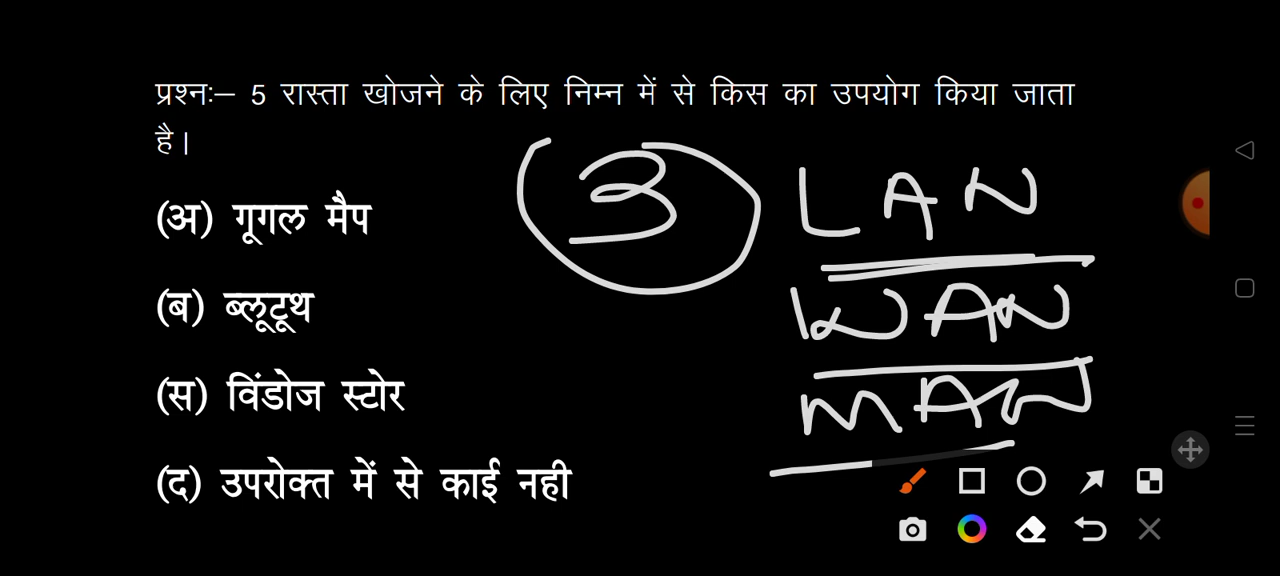 प्रश्नः– 5 रास्ता खोजने के लिए निम्न में से किस का उपयोग किया जाता
है।
(अ) गूगल मैप
(ब) ब्लूटूथ
(स) विंडोज स्टोर
(द) उपरोक्त में से काई नही
3
LAN
WAN
MAN